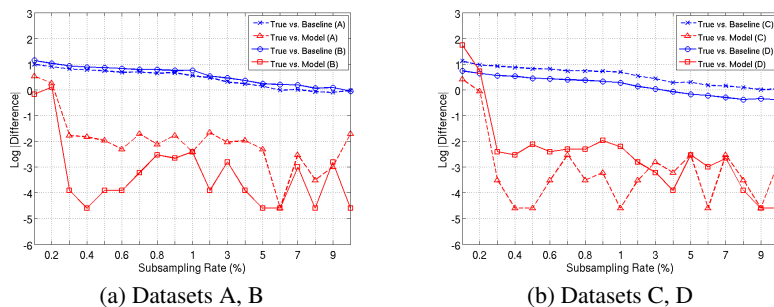 3
2
1
0
-1
-2
-3
-4
-5
-6
Log |Difference|
0.2 0.4 0.6 0.8 1 3 5 7 9
Subsampling Rate (%)
True vs. Baseline (A)
True vs. Model (A)
True vs. Baseline (B)
True vs. Model (B)
(a) Datasets A, B
3
2
1
0
-1
-2
-3
-4
-5
-6
Log |Difference|
0.2 0.4 0.6 0.8 1 3 5 7 9
Subsampling Rate (%)
True vs. Baseline (C)
True vs. Model (C)
True vs. Baseline (D)
True vs. Model (D)
(b) Datasets C, D